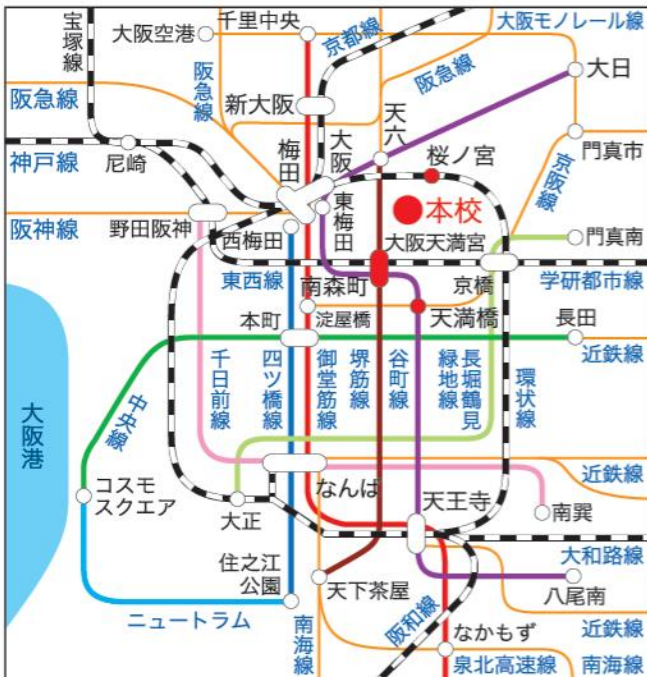 宝塚線
大阪空港
千里中央
京都線
大阪モノレール線
阪急線
阪急線
新大阪
阪急線
天六
大日
神戸線
尼崎
梅田
大阪
桜ノ宮
京阪線
門真市
阪神線
野田阪神
西梅田
東梅田
本校
大阪天満宮
門真南
東西線
南森町
京橋
学研都市線
本町
淀屋橋
天満橋
長田
近鉄線
大阪港
中央線
千日前線
四ツ橋線
御堂筋線
堺筋線
谷町線
長堀鶴見
緑地線
環状線
コスモ
スクエア
大正
なんば
天王寺
近鉄線
南巽
住之江
公園
天下茶屋
大和路線
八尾南
ニュートラム
南海線
阪和線
なかもず
近鉄線
泉北高速線
南海線